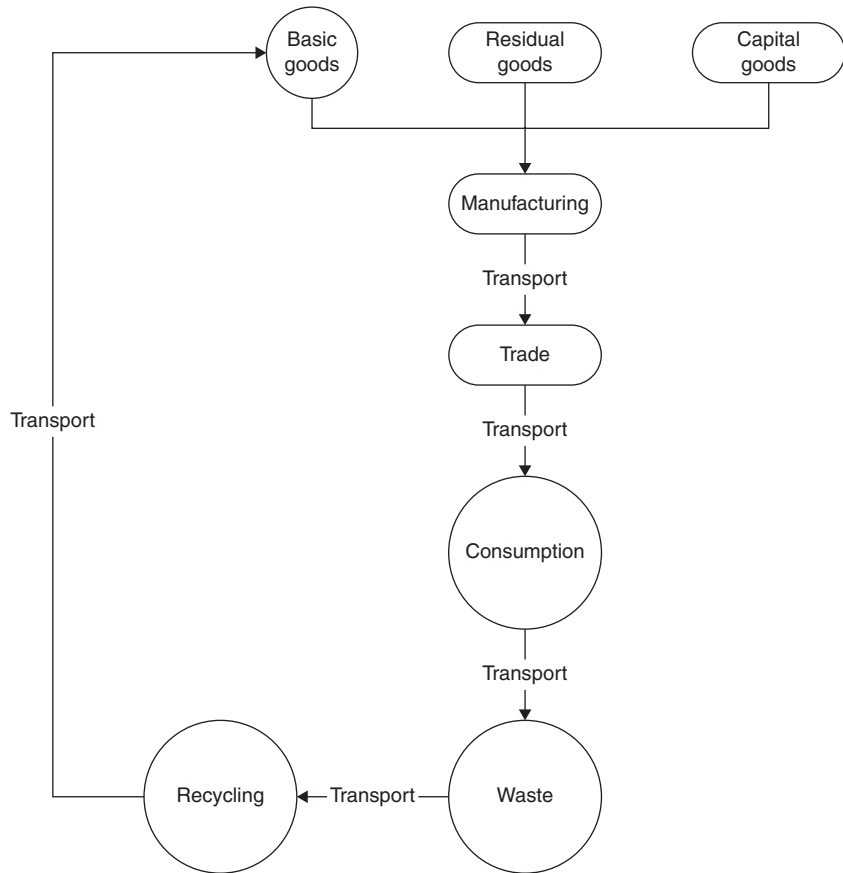 Basic
goods
Residual
goods
Capital
goods
Manufacturing
Transport
Trade
Transport
Transport
Consumption
Transport
Recycling
Transport
Waste